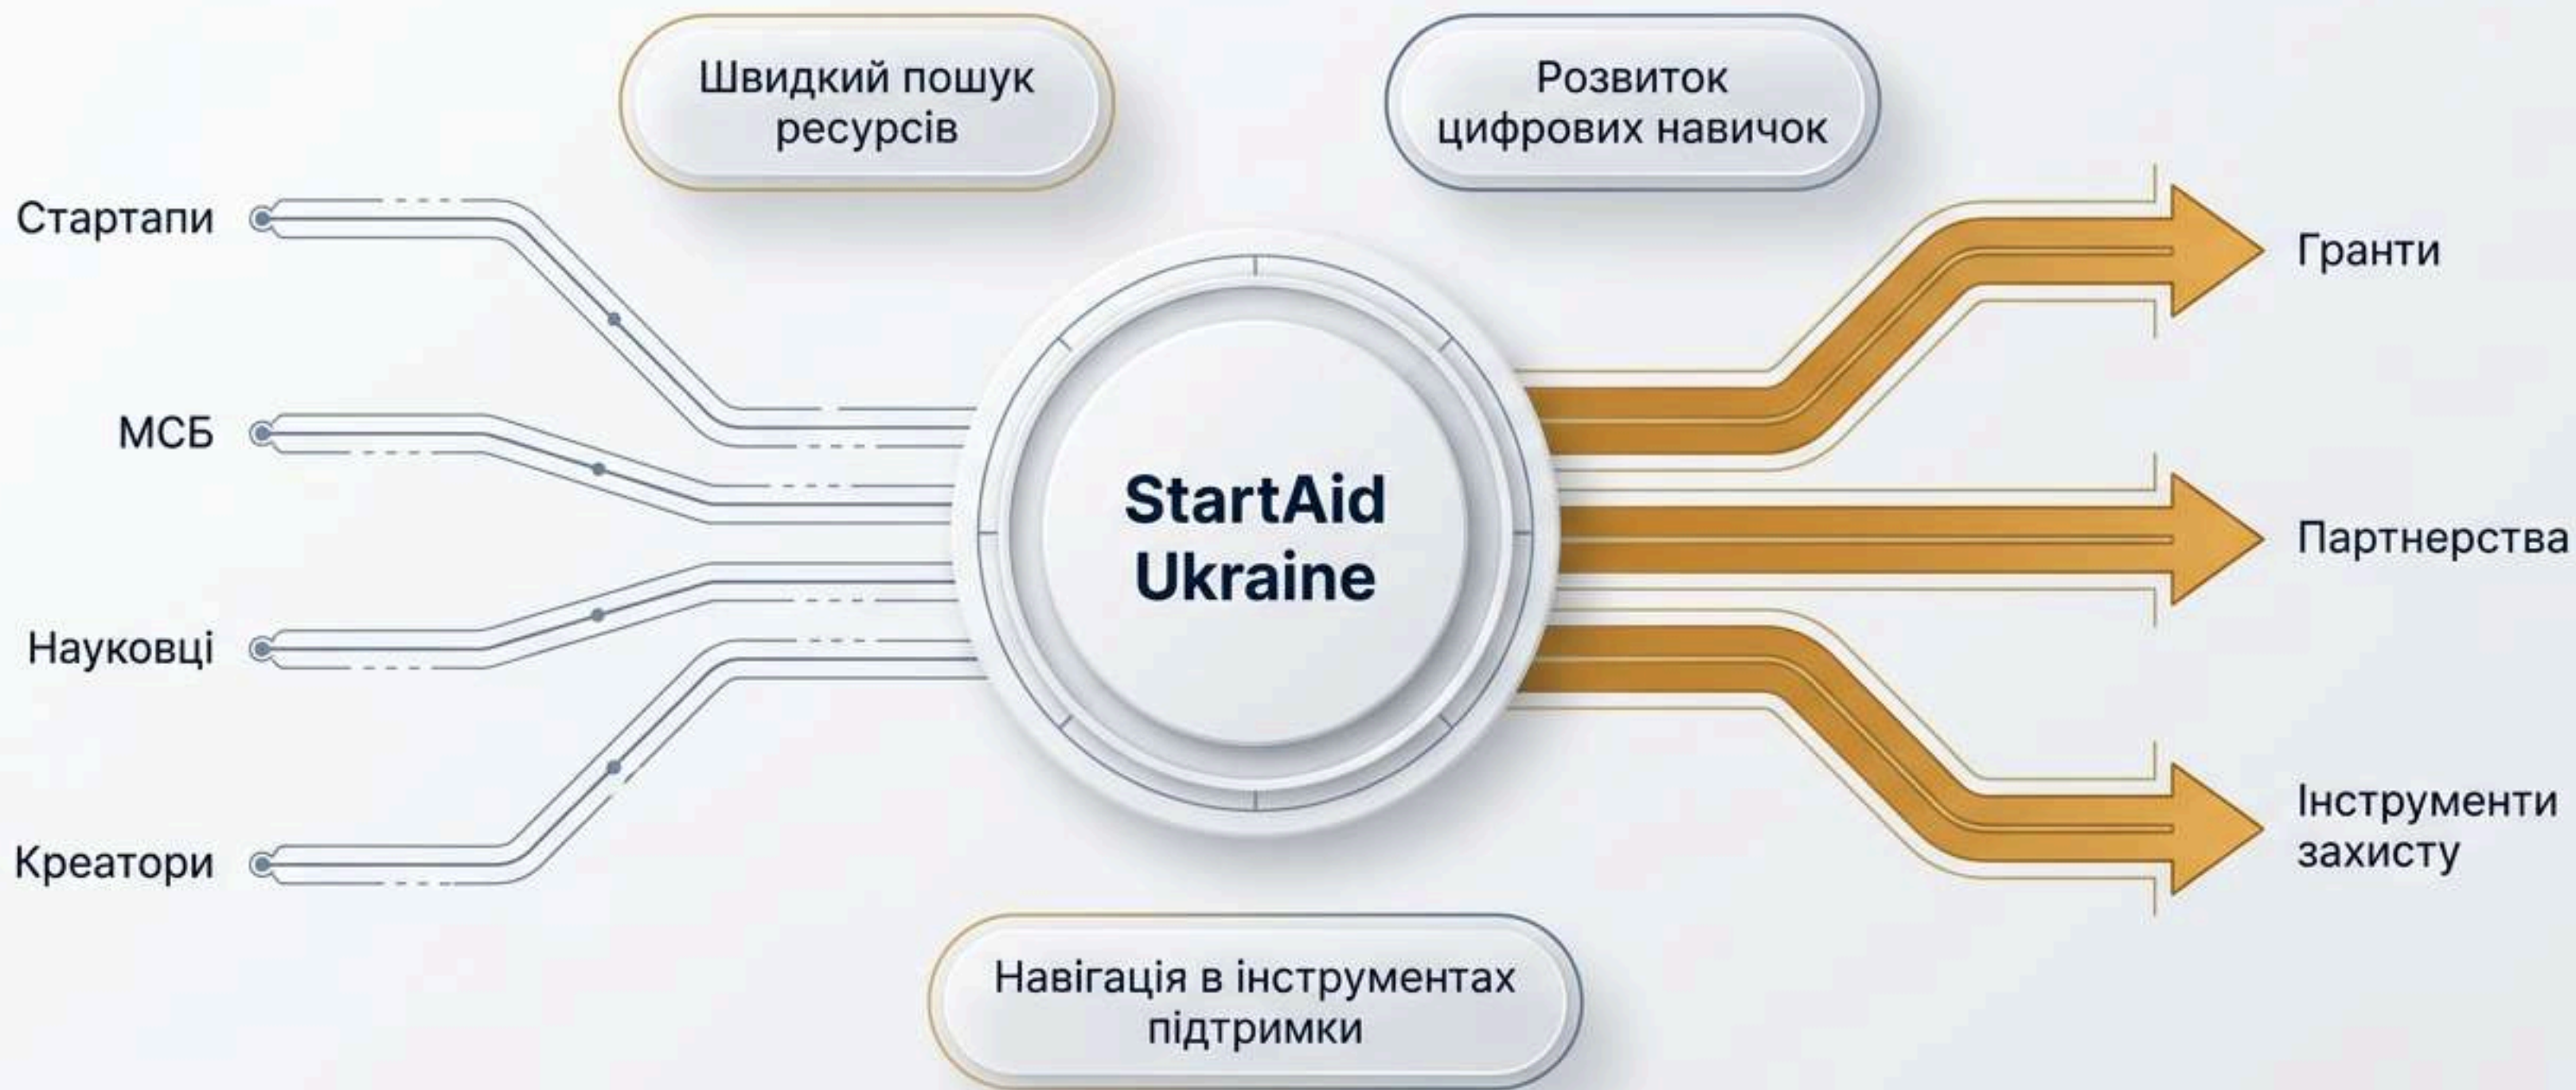 Швидкий пошук
ресурсів
Розвиток
цифрових навичок
Стартапи
МСБ
Науковці
Креатори
StartAid
Ukraine
Гранти
Партнерства
Інструменти
захисту
Навігація в інструментах
підтримки